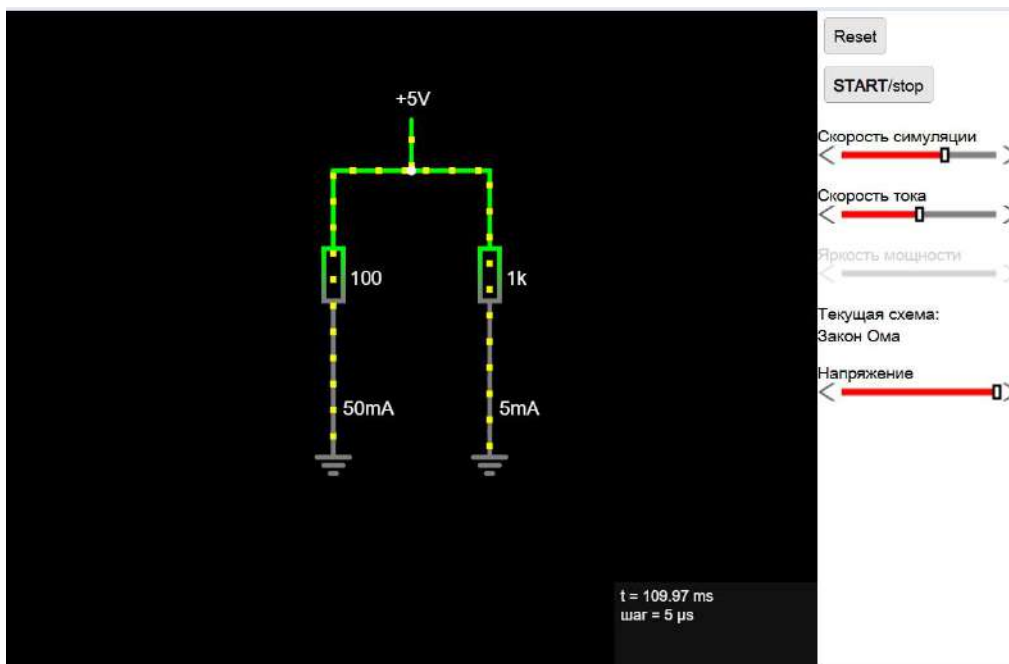 +5V
100
1k
50mA
5mA
t = 109.97 ms
шаг = 5 µs
Reset
START/stop
Скорость симуляции
Скорость тока
Яркость мощности
Текущая схема:
Закон Ома
Напряжение